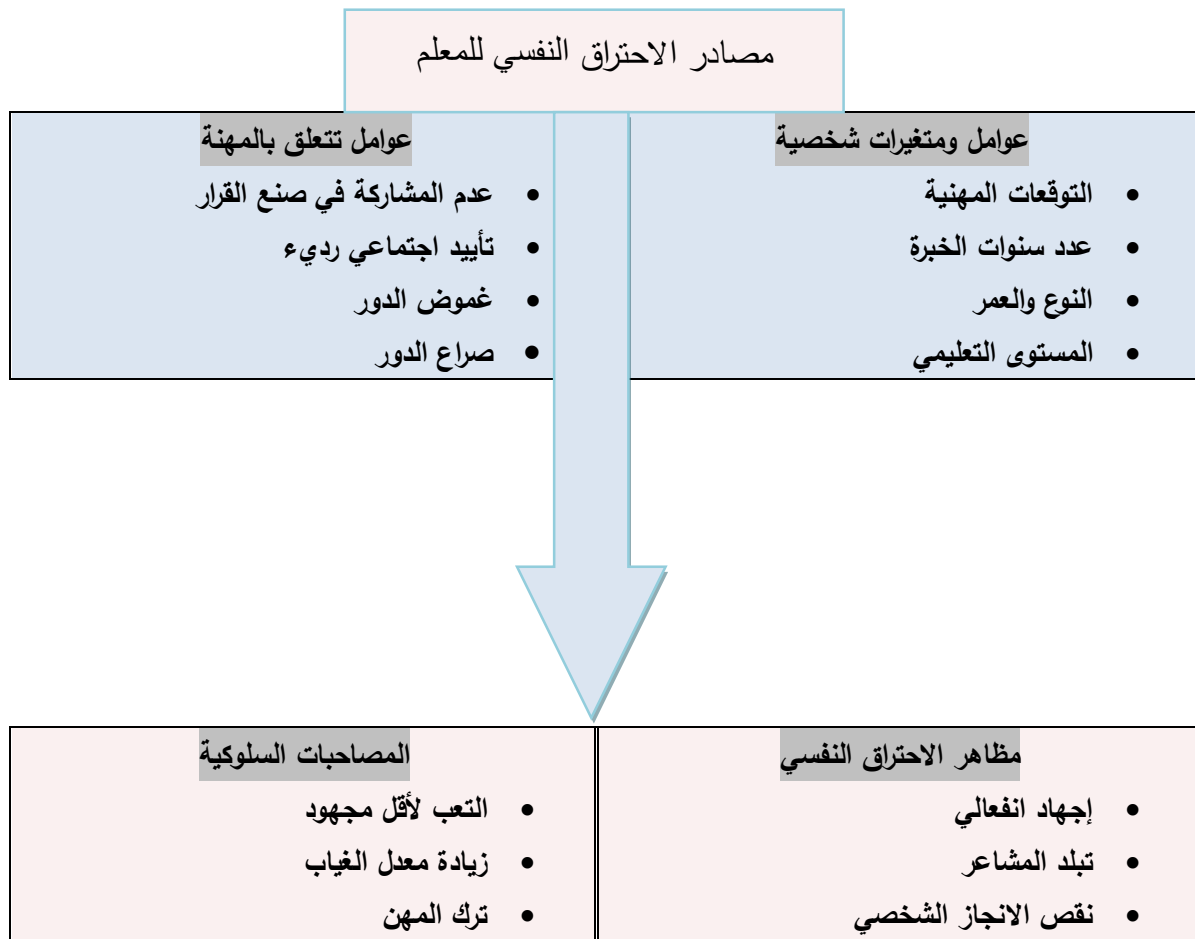 مصادر الاحتراق النفسي للمعلم
عوامل ومتغيرات شخصية
• التوقعات المهنية
• عدد سنوات الخبرة
• النوع والعمر
• المستوى التعليمي
عوامل تتعلق بالمهنة
• عدم المشاركة في صنع القرار
• تأييد اجتماعي رديء
• غموض الدور
• صراع الدور
مظاهر الاحتراق النفسي
• إجهاد انفعالي
• تبلد المشاعر
• نقص الانجاز الشخصي
المصاحبات السلوكية
• التعب لأقل مجهود
• زيادة معدل الغياب
• ترك المهن